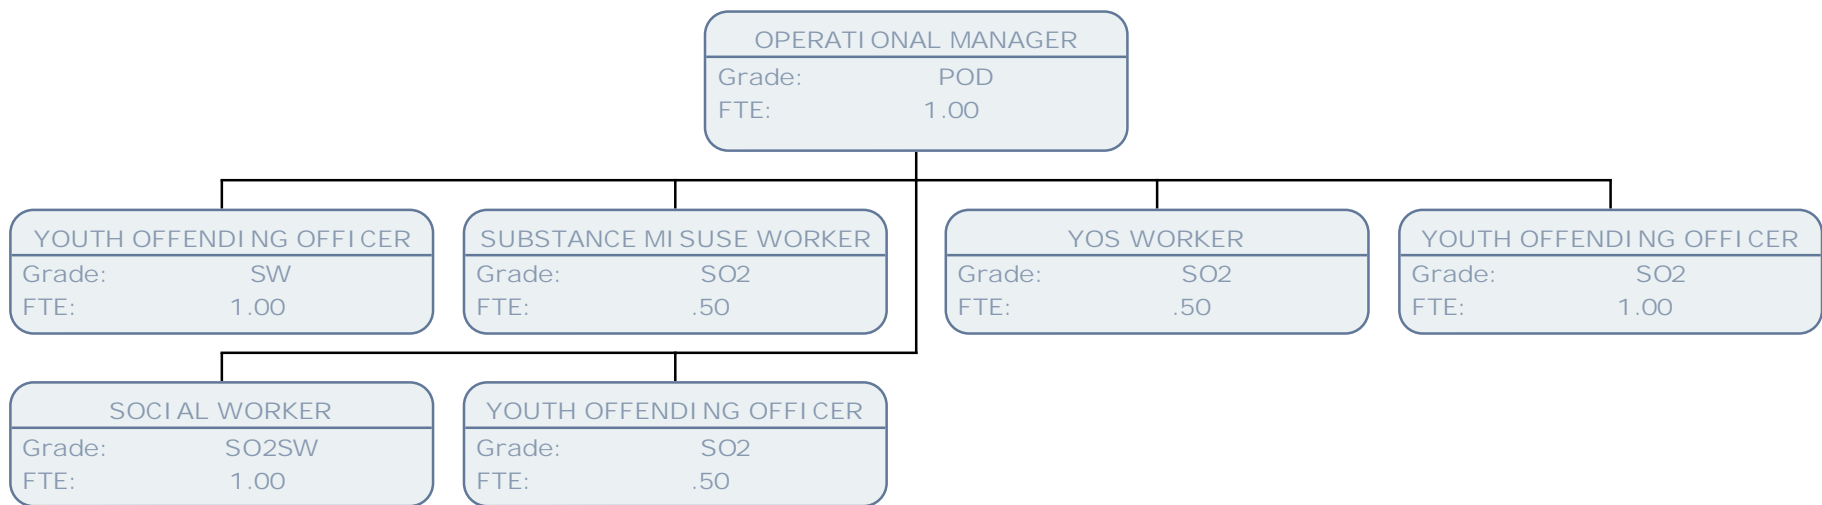 OPERATIONAL MANAGER
Grade: POD
FTE: 1.00
YOUTH OFFENDING OFFICER
Grade: SW
FTE: 1.00
SUBSTANCE MISUSE WORKER
Grade: SO2
FTE: .50
YOS WORKER
Grade: SO2
FTE: .50
YOUTH OFFENDING OFFICER
Grade: SO2
FTE: 1.00
SOCIAL WORKER
Grade: SO2SW
FTE: 1.00
YOUTH OFFENDING OFFICER
Grade: SO2
FTE: .50